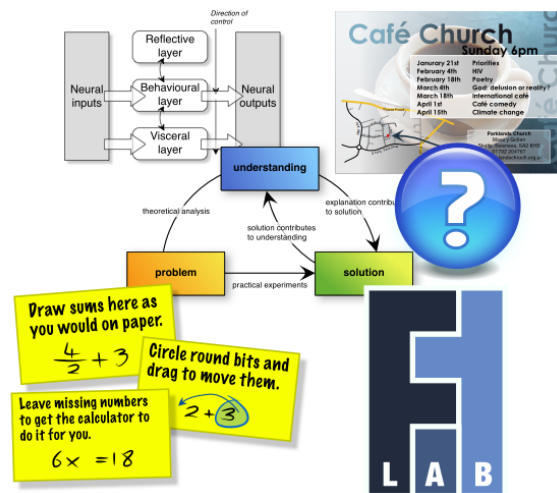 Direction of
control
Reflective
layer
Neural
inputs
Behavioural
layer
Neural
outputs
Visceral
layer
Café Church
Sunday 6pm
Janurary 21st Priorities
February 4th HIV
February 18th Poetry
March 4th God: delusion or reality?
March 18th International café
April 1st Café comedy
April 15th Climate change
Parklands Church
understanding
theoretical analysis
explanation contrib
to solution
solution contributes
to understanding
problem
practical experiments
solution
?
Draw sums here as
you would on paper.
4/2 + 3
Circle round bits and
drag to move them.
2 + 3
Leave missing numbers
to get the calculator to
do it for you.
6x = 18
LAB